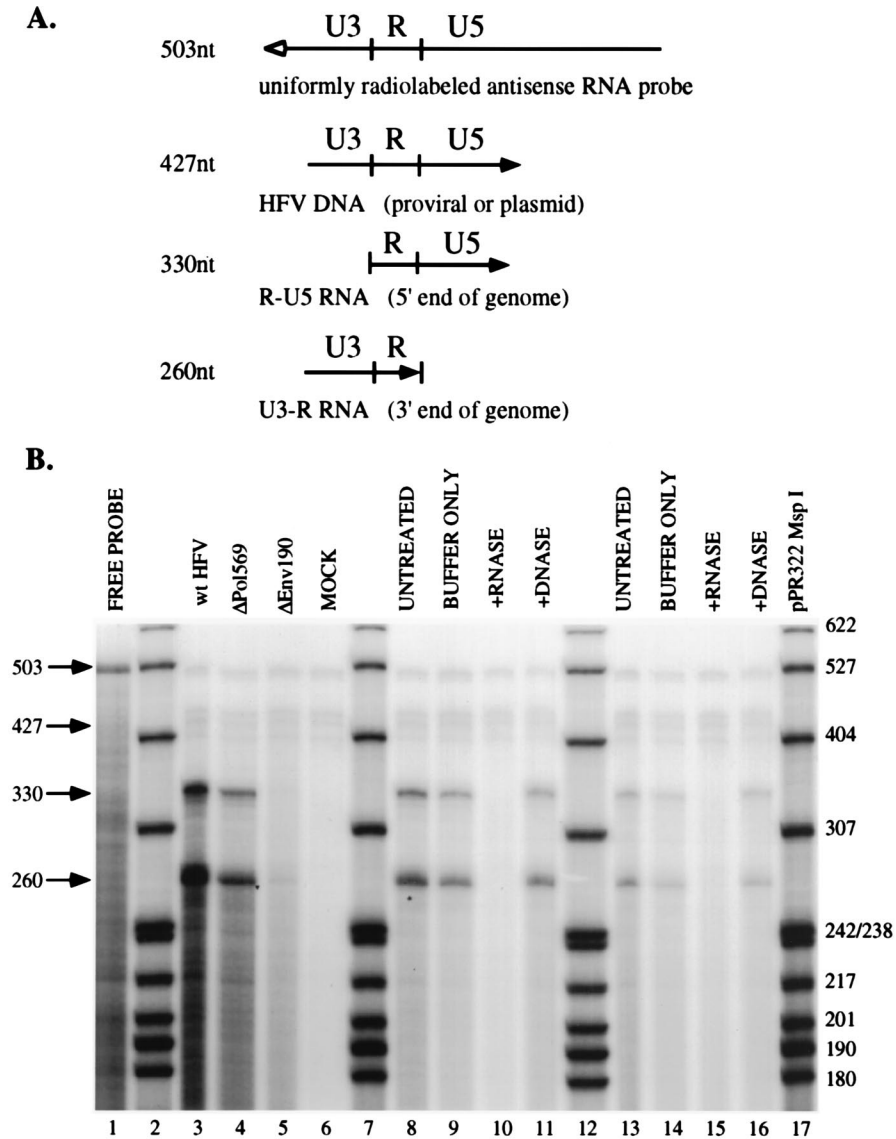 A.
U3 R U5
503nt
uniformly radiolabeled antisense RNA probe
U3 R U5
427nt
HFV DNA (proviral or plasmid)
R U5
330nt
R-U5 RNA (5' end of genome)
U3 R
260nt
U3-R RNA (3' end of genome)
B.
FREE PROBE
wt HFV
ΔPol569
ΔEnv190
MOCK
UNTREATED
BUFFER ONLY
+RNASE
+DNASE
UNTREATED
BUFFER ONLY
+RNASE
+DNASE
pPR322 Msp I
503
427
330
260
622
527
404
307
242/238
217
201
190
180
1 2 3 4 5 6 7 8 9 10 11 12 13 14 15 16 17